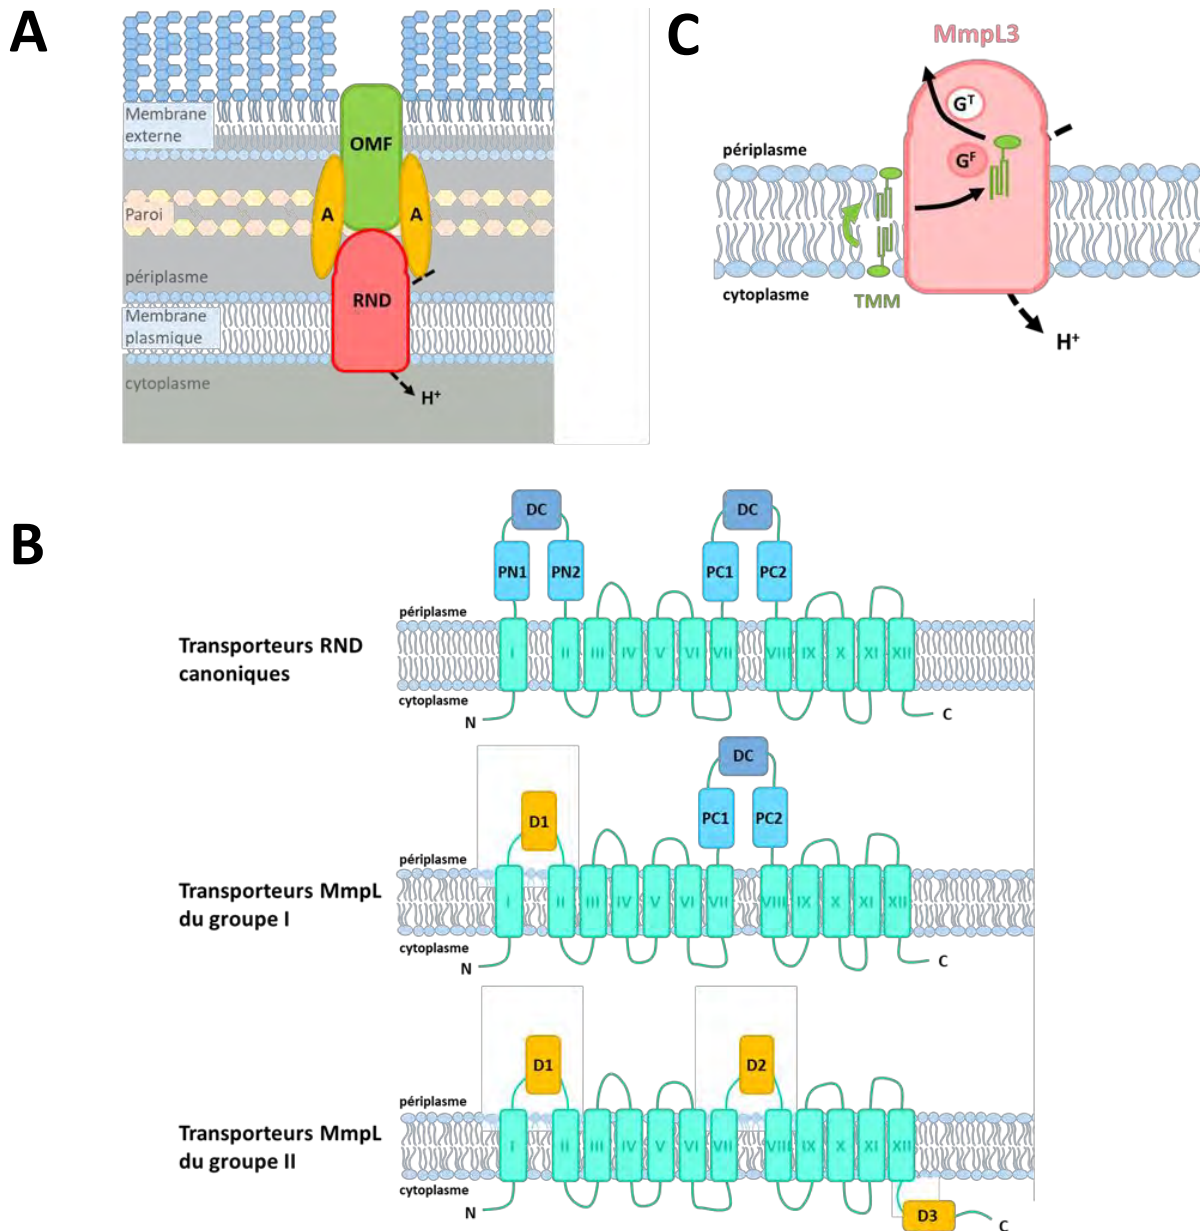 A
Membrane
externe
OMF
A
A
Paroi
périplasme
RND
Membrane
plasmique
cytoplasme
H⁺
C
MmpL3
Gᵀ
périplasme
Gᶠ
cytoplasme
TMM
H⁺
B
DC
DC
PN1 PN2 PC1 PC2
périplasme
Transporteurs RND
canoniques
I II III IV V VI VII VIII IX X XI XII
cytoplasme
N
C
DC
D1
PC1 PC2
périplasme
Transporteurs MmpL
du groupe I
I II III IV V VI VII VIII IX X XI XII
cytoplasme
N
C
D1
D2
périplasme
Transporteurs MmpL
du groupe II
I II III IV V VI VII VIII IX X XI XII
cytoplasme
N
D3
C